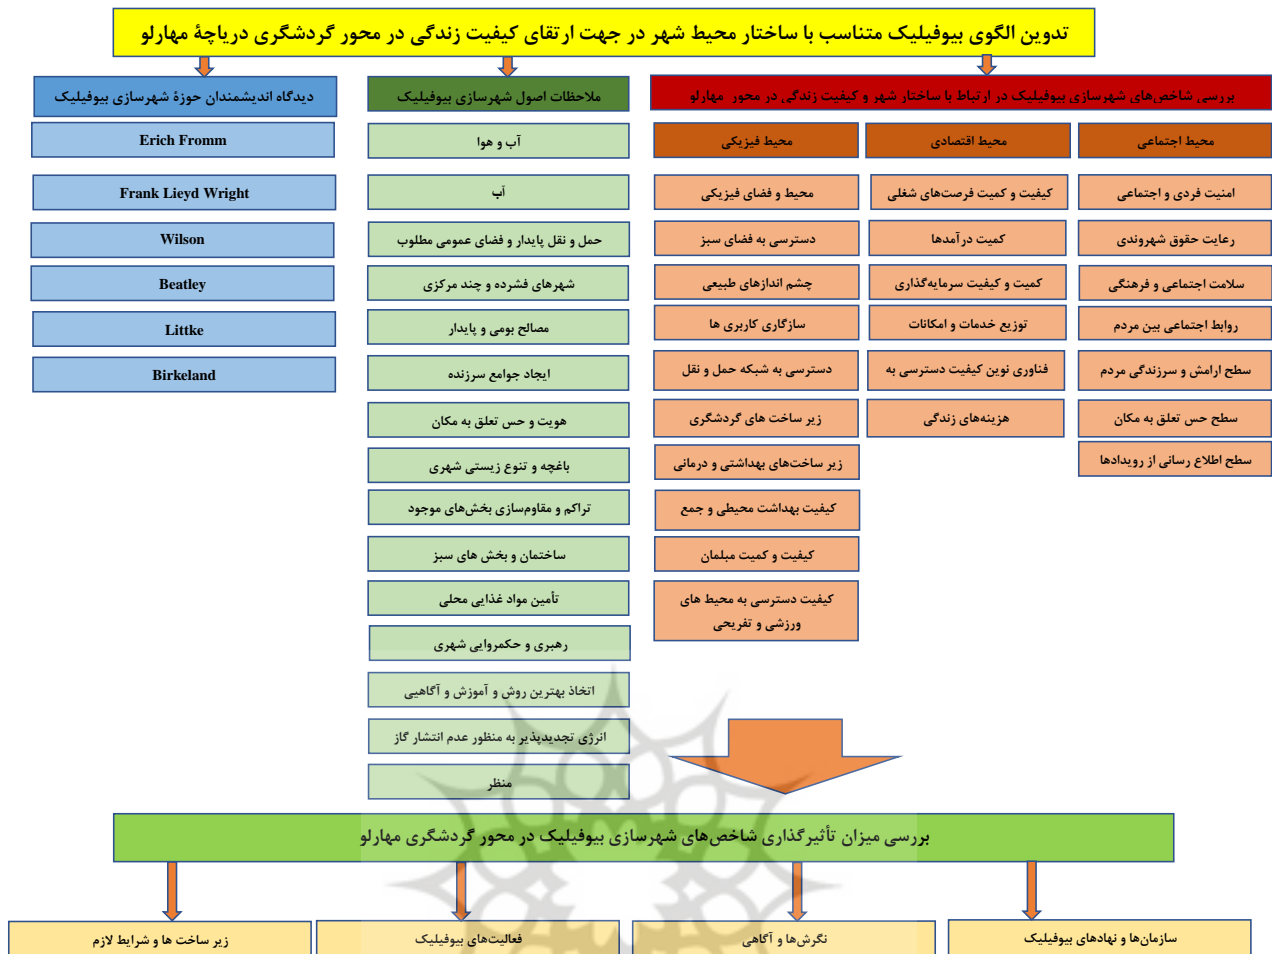 تدوین الگوی بیوفیلیک متناسب با ساختار محیط شهر در جهت ارتقای کیفیت زندگی در محور گردشگری دریاچهٔ مهارلو
بررسی شاخص‌های شهرسازی بیوفیلیک در ارتباط با ساختار شهر و کیفیت زندگی در محور مهارلو
محیط اجتماعی
امنیت فردی و اجتماعی
رعایت حقوق شهروندی
سلامت اجتماعی و فرهنگی
روابط اجتماعی بین مردم
سطح ارامش و سرزندگی مردم
سطح حس تعلق به مکان
سطح اطلاع رسانی از رویدادها
محیط اقتصادی
کیفیت و کمیت فرصت‌های شغلی
کمیت درآمدها
کمیت و کیفیت سرمایه‌گذاری
توزیع خدمات و امکانات
فناوری نوین کیفیت دسترسی به
هزینه‌های زندگی
محیط فیزیکی
محیط و فضای فیزیکی
دسترسی به فضای سبز
چشم اندازهای طبیعی
سازگاری کاربری ها
دسترسی به شبکه حمل و نقل
زیر ساخت های گردشگری
زیر ساخت‌های بهداشتی و درمانی
کیفیت بهداشت محیطی و جمع
کیفیت و کمیت مبلمان
کیفیت دسترسی به محیط های
ورزشی و تفریحی
ملاحظات اصول شهرسازی بیوفیلیک
آب و هوا
آب
حمل و نقل پایدار و فضای عمومی مطلوب
شهرهای فشرده و چند مرکزی
مصالح بومی و پایدار
ایجاد جوامع سرزنده
هویت و حس تعلق به مکان
باغچه و تنوع زیستی شهری
تراکم و مقاوم‌سازی بخش‌های موجود
ساختمان و بخش های سبز
تأمین مواد غذایی محلی
رهبری و حکمروایی شهری
اتخاذ بهترین روش و آموزش و آگاهیی
انرژی تجدیدپذیر به منظور عدم انتشار گاز
منظر
دیدگاه اندیشمندان حوزهٔ شهرسازی بیوفیلیک
Erich Fromm
Frank Lieyd Wright
Wilson
Beatley
Littke
Birkeland
بررسی میزان تأثیرگذاری شاخص‌های شهرسازی بیوفیلیک در محور گردشگری مهارلو
سازمان‌ها و نهادهای بیوفیلیک
نگرش‌ها و آگاهی
فعالیت‌های بیوفیلیک
زیر ساخت ها و شرایط لازم